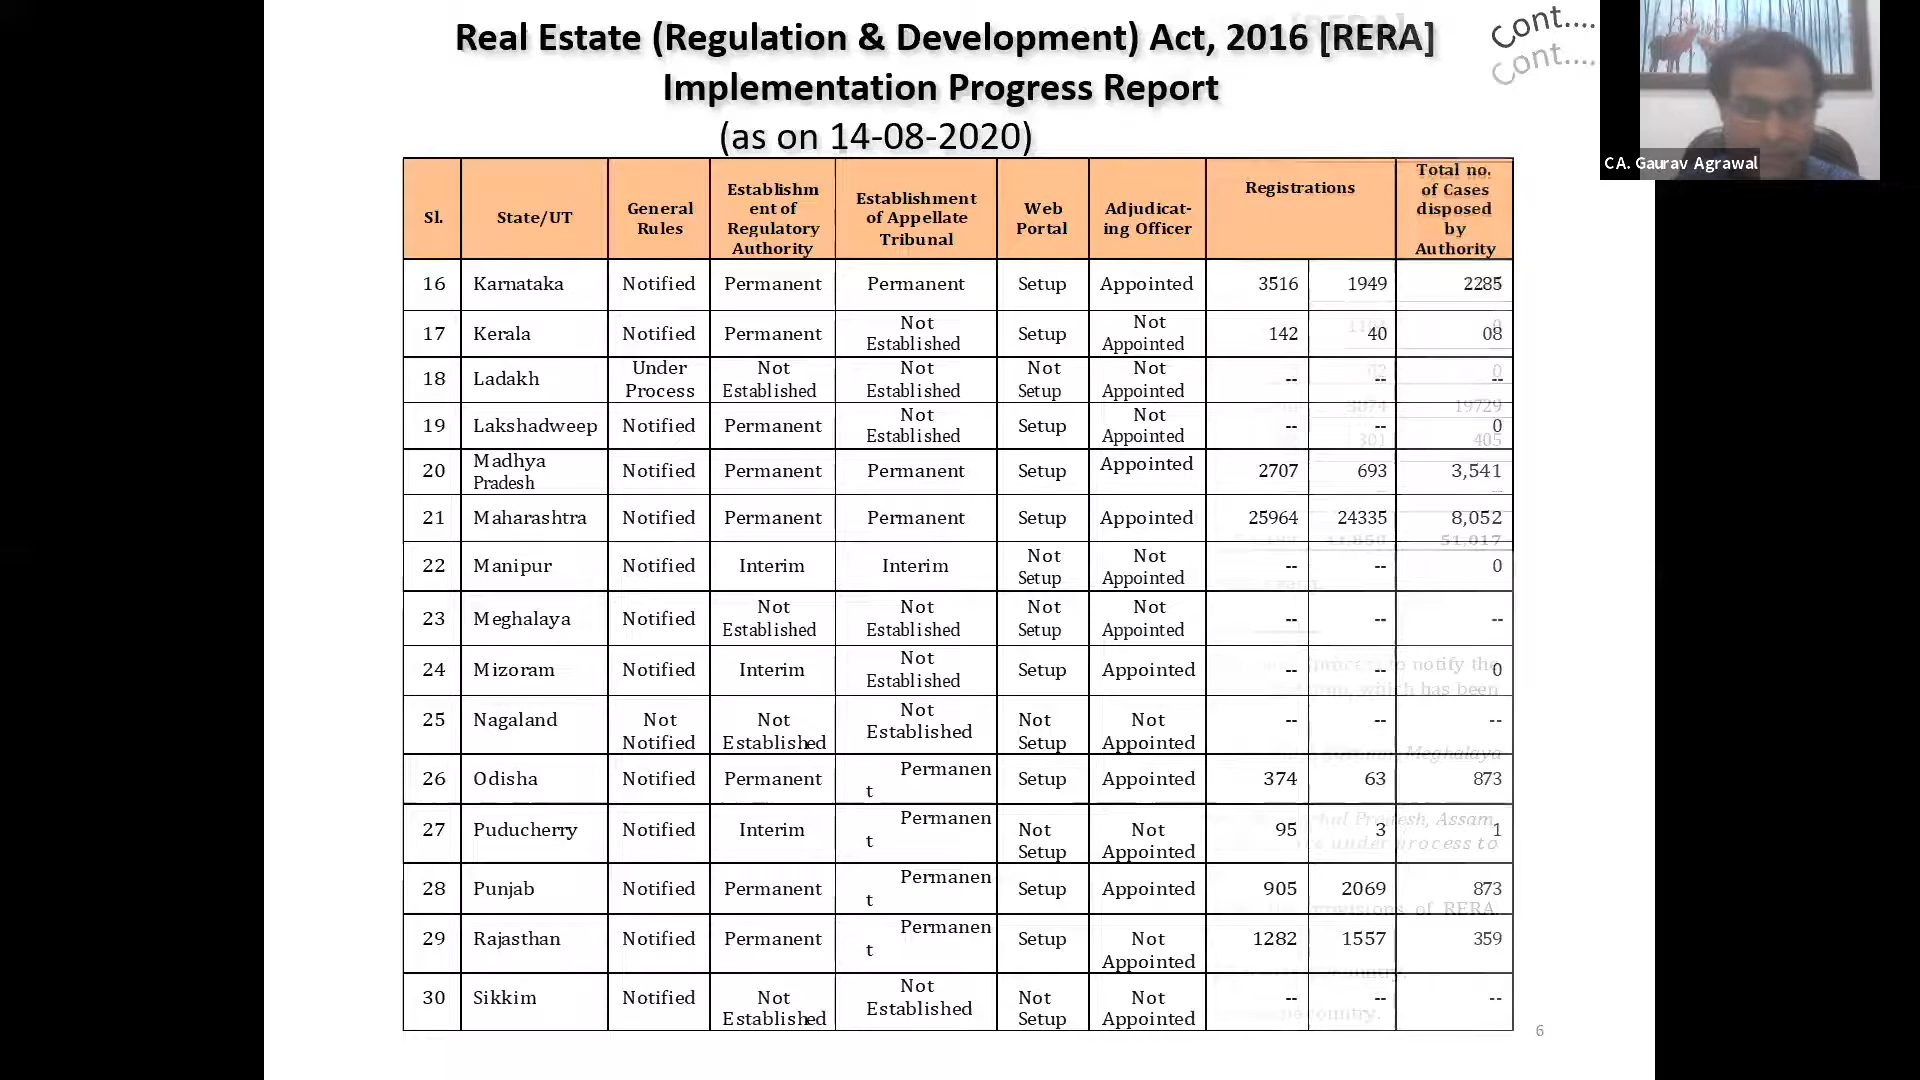 Real Estate (Regulation & Development) Act, 2016 [RERA]
Implementation Progress Report
(as on 14-08-2020)
Cont....
CA. Gaurav Agrawal
Sl. State/UT General Rules Establishm ent of Regulatory Authority Establishment of Appellate Tribunal Web Portal Adjudicat- ing Officer Registrations Total no. of Cases disposed by Authority
16 Karnataka Notified Permanent Permanent Setup Appointed 3516 1949 2285
17 Kerala Notified Permanent Not Established Setup Not Appointed 142 40 08
18 Ladakh Under Process Not Established Not Established Not Setup Not Appointed -- -- --
19 Lakshadweep Notified Permanent Not Established Setup Not Appointed -- -- 0
20 Madhya Pradesh Notified Permanent Permanent Setup Appointed 2707 693 3,541
21 Maharashtra Notified Permanent Permanent Setup Appointed 25964 24335 8,052
22 Manipur Notified Interim Interim Not Setup Not Appointed -- -- 0
23 Meghalaya Notified Not Established Not Established Not Setup Not Appointed -- -- --
24 Mizoram Notified Interim Not Established Setup Appointed -- -- 0
25 Nagaland Not Notified Not Established Not Established Not Setup Not Appointed -- -- --
26 Odisha Notified Permanent Permanen t Setup Appointed 374 63 873
27 Puducherry Notified Interim Permanen t Not Setup Not Appointed 95 3 1
28 Punjab Notified Permanent Permanen t Setup Appointed 905 2069 873
29 Rajasthan Notified Permanent Permanen t Setup Not Appointed 1282 1557 359
30 Sikkim Notified Not Established Not Established Not Setup Not Appointed -- -- --
6